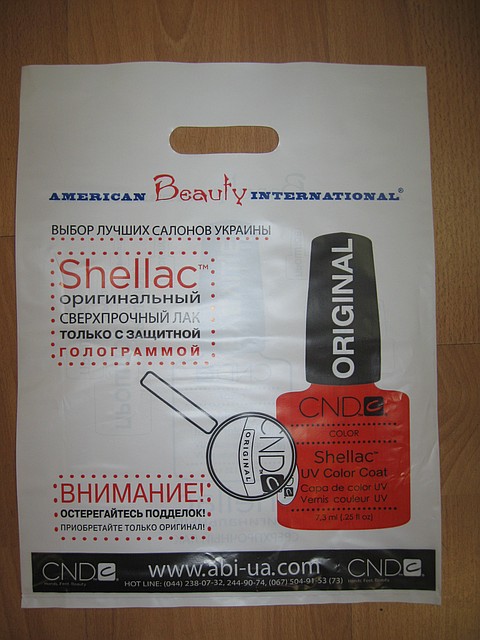 AMERICAN Beauty INTERNATIONAL®
ВЫБОР ЛУЧШИХ САЛОНОВ УКРАИНЫ
Shellac™
оригинальный
СВЕРХПРОЧНЫЙ ЛАК
ТОЛЬКО С ЗАЩИТНОЙ
ГОЛОГРАММОЙ
ORIGINAL
CND
COLOR
Shellac™
UV Color Coat
Capa de color UV
Vernis couleur UV
7,3 ml (.25 fl oz)
CND
ORIGINAL
ВНИМАНИЕ!
ОСТЕРЕГАЙТЕСЬ ПОДДЕЛОК!
ПРИОБРЕТАЙТЕ ТОЛЬКО ОРИГИНАЛ!
CND www.abi-ua.com CND
HOT LINE: (044) 238-07-32, 244-90-74, (067) 504-91-53 (73)